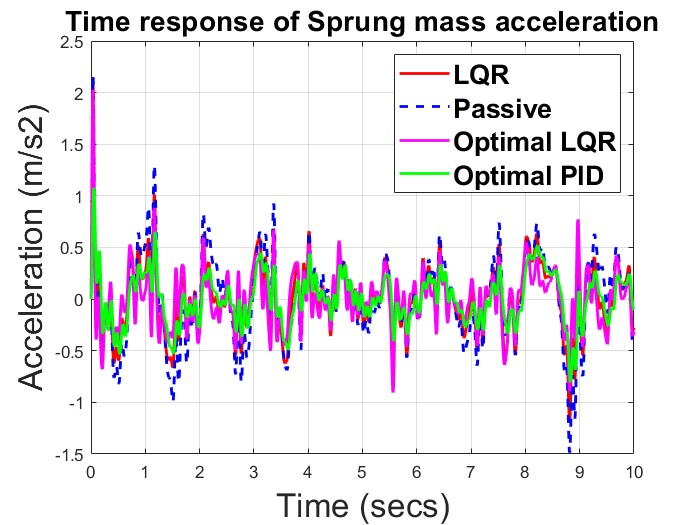 Time response of Sprung mass acceleration
2.5
2
1.5
1
0.5
0
-0.5
-1
-1.5
Acceleration (m/s2)
LQR
Passive
Optimal LQR
Optimal PID
0 1 2 3 4 5 6 7 8 9 10
Time (secs)